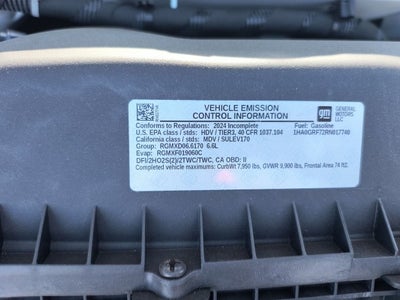 VEHICLE EMISSION
CONTROL INFORMATION
gm GENERAL
MOTORS
LLC
Conforms to Regulations: 2024 Incomplete Fuel: Gasoline
U.S. EPA class / stds: HDV / TIER3, 40 CFR 1037.104 1HA0GRF72RN017740
California class / stds: MDV / SULEV170
Group: RGMXD06.6170 6.6L
Evap: RGMXF019060C
DFI/2HO2S(2)/2TWC/TWC, CA OBD: II
Completed vehicle maximums: CurbWt 7,950 lbs, GVWR 9,900 lbs, Frontal Area 74 ft2.